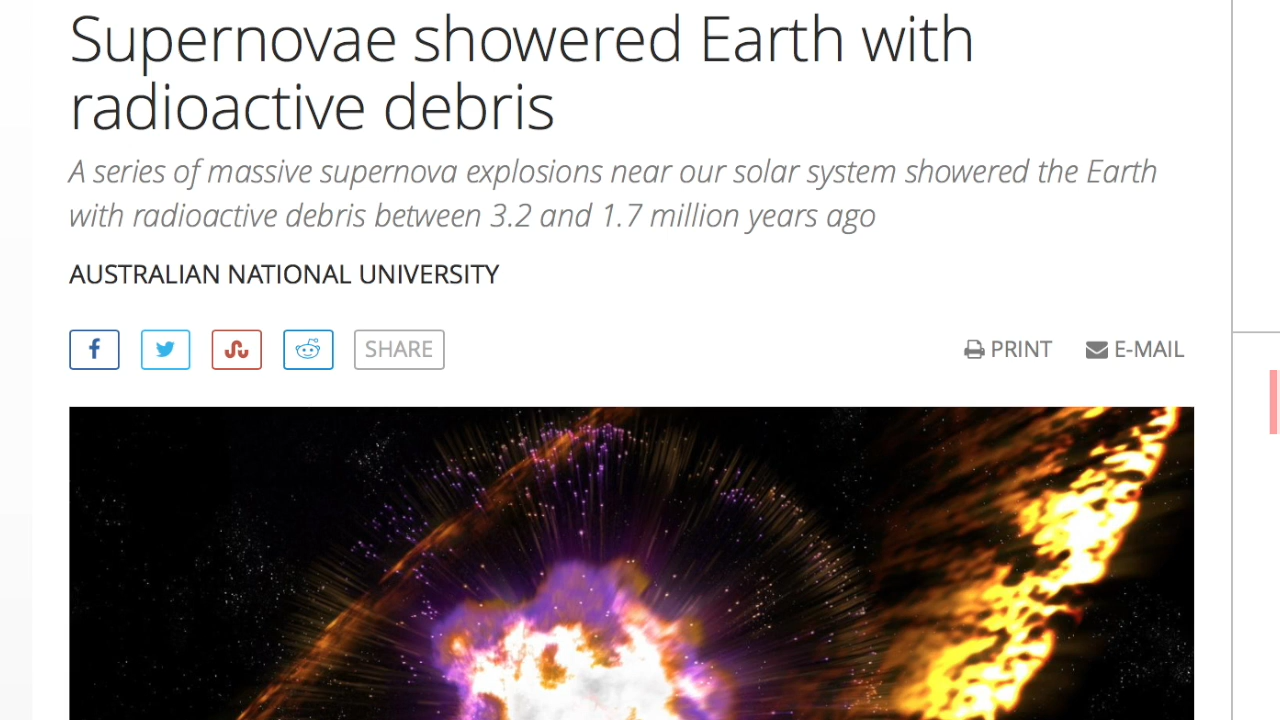 Supernovae showered Earth with
radioactive debris
A series of massive supernova explosions near our solar system showered the Earth
with radioactive debris between 3.2 and 1.7 million years ago
AUSTRALIAN NATIONAL UNIVERSITY
f SHARE PRINT E-MAIL